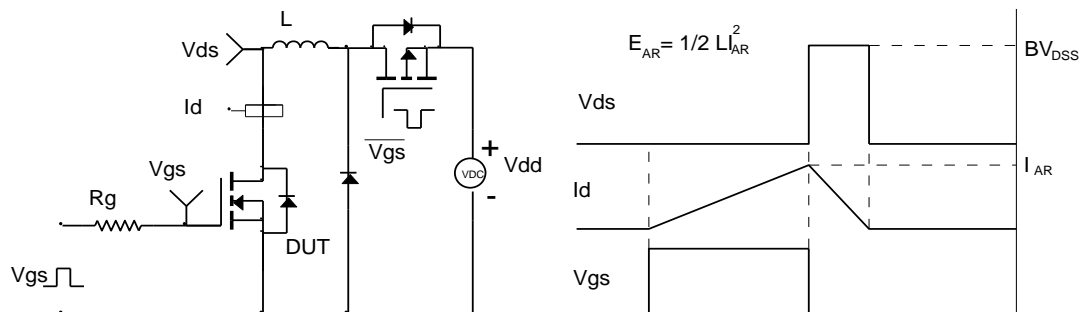 L
Vds
Id
Vgs
Vgs
Rg
DUT
Vgs
+
VDC
Vdd
-
E_AR= 1/2 LI_AR^2
BV_DSS
Vds
I_AR
Id
Vgs